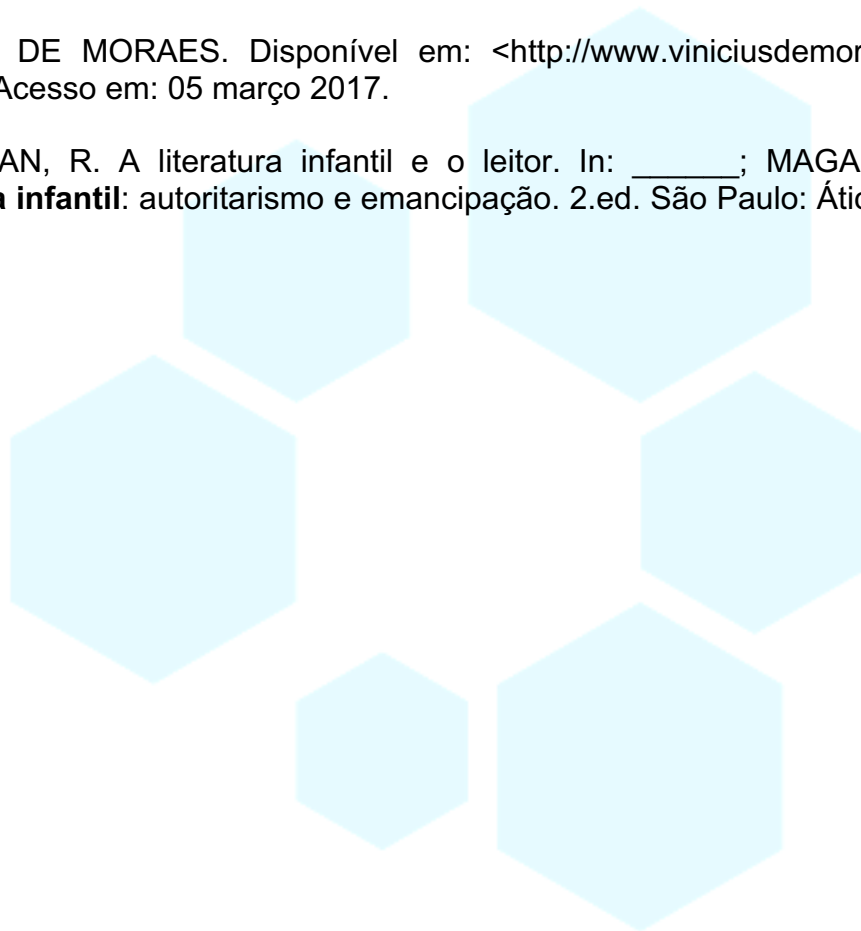 DE MORAES. Disponível em: <http://www.viniciusdemor
Acesso em: 05 março 2017.
AN, R. A literatura infantil e o leitor. In: ______; MAGA
a infantil: autoritarismo e emancipação. 2.ed. São Paulo: Átic